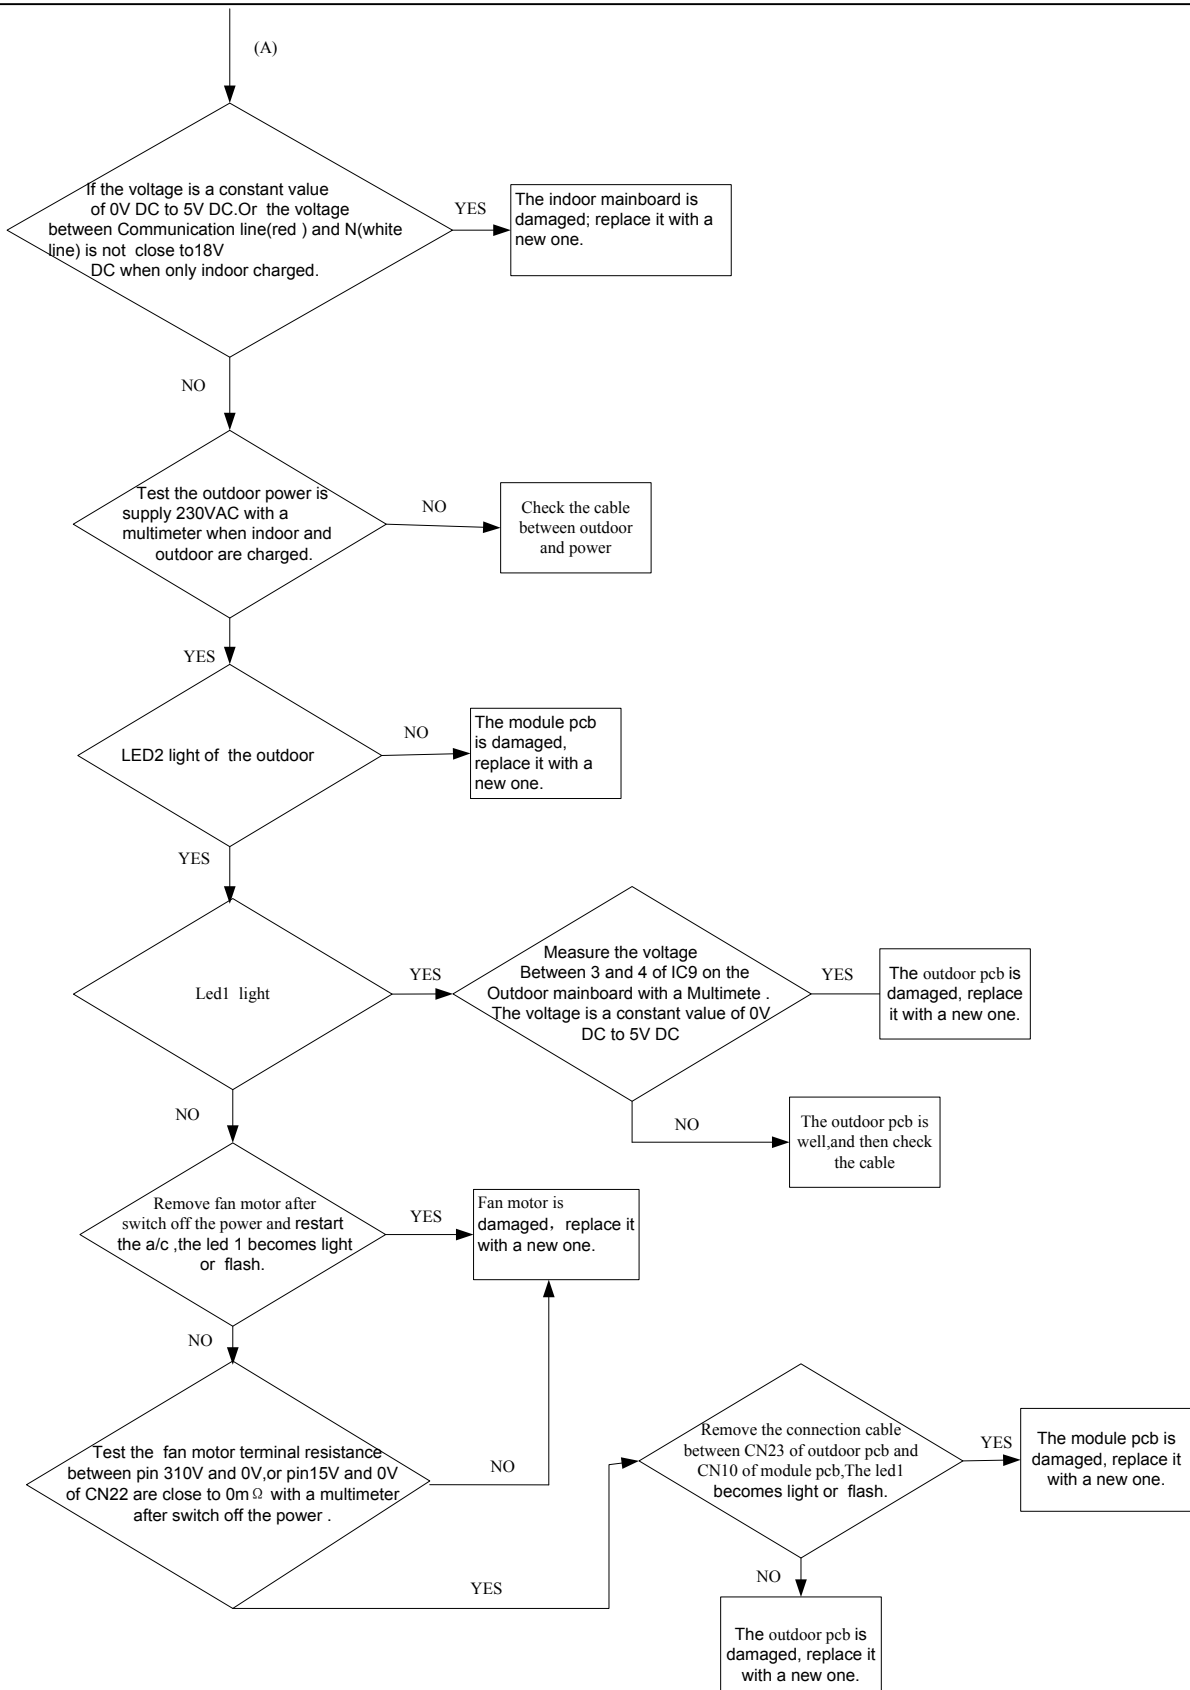 (A)
If the voltage is a constant value
of 0V DC to 5V DC.Or the voltage
between Communication line(red ) and N(white
line) is not close to18V
DC when only indoor charged.
YES
The indoor mainboard is
damaged; replace it with a
new one.
NO
Test the outdoor power is
supply 230VAC with a
multimeter when indoor and
outdoor are charged.
NO
Check the cable
between outdoor
and power
YES
LED2 light of the outdoor
NO
The module pcb
is damaged,
replace it with a
new one.
YES
Led1 light
YES
Measure the voltage
Between 3 and 4 of IC9 on the
Outdoor mainboard with a Multimete .
The voltage is a constant value of 0V
DC to 5V DC
YES
The outdoor pcb is
damaged, replace
it with a new one.
NO
The outdoor pcb is
well,and then check
the cable
NO
Remove fan motor after
switch off the power and restart
the a/c ,the led 1 becomes light
or flash.
YES
Fan motor is
damaged，replace it
with a new one.
NO
Test the fan motor terminal resistance
between pin 310V and 0V,or pin15V and 0V
of CN22 are close to 0mΩ with a multimeter
after switch off the power .
NO
YES
Remove the connection cable
between CN23 of outdoor pcb and
CN10 of module pcb,The led1
becomes light or flash.
YES
The module pcb is
damaged, replace it
with a new one.
NO
The outdoor pcb is
damaged, replace it
with a new one.